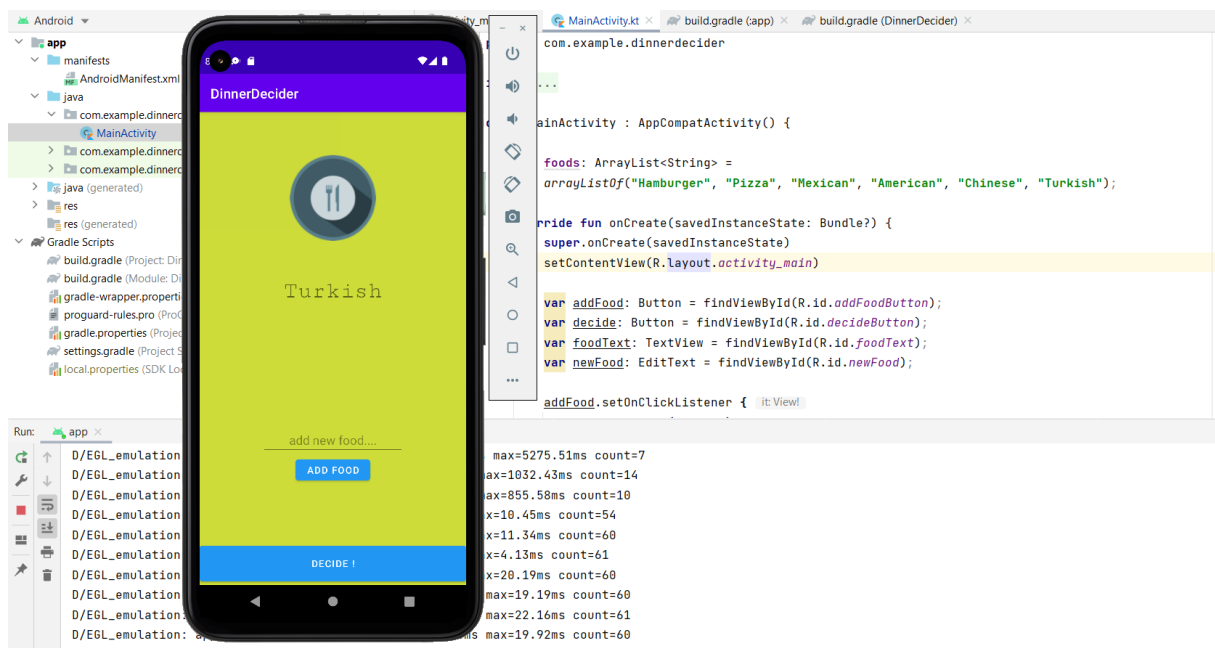 Android
MainActivity.kt
build.gradle (:app)
build.gradle (DinnerDecider)
app
manifests
AndroidManifest.xml
java
com.example.dinnerd
MainActivity
com.example.dinnerd
com.example.dinnerd
java (generated)
res
res (generated)
Gradle Scripts
build.gradle (Project: Din
build.gradle (Module: Di
gradle-wrapper.properti
proguard-rules.pro (ProG
gradle.properties (Project
settings.gradle (Project S
local.properties (SDK Loc
DinnerDecider
Turkish
add new food....
ADD FOOD
DECIDE !
com.example.dinnerdecider
...
ainActivity : AppCompatActivity() {
foods: ArrayList<String> =
arrayListOf("Hamburger", "Pizza", "Mexican", "American", "Chinese", "Turkish");
rride fun onCreate(savedInstanceState: Bundle?) {
super.onCreate(savedInstanceState)
setContentView(R.layout.activity_main)
var addFood: Button = findViewById(R.id.addFoodButton);
var decide: Button = findViewById(R.id.decideButton);
var foodText: TextView = findViewById(R.id.foodText);
var newFood: EditText = findViewById(R.id.newFood);
addFood.setOnClickListener { it: View!
Run: app
D/EGL_emulation max=5275.51ms count=7
D/EGL_emulation ax=1032.43ms count=14
D/EGL_emulation ax=855.58ms count=10
D/EGL_emulation x=10.45ms count=54
D/EGL_emulation x=11.34ms count=60
D/EGL_emulation x=4.13ms count=61
D/EGL_emulation x=20.19ms count=60
D/EGL_emulation max=19.19ms count=60
D/EGL_emulation: max=22.16ms count=61
D/EGL_emulation: ms max=19.92ms count=60